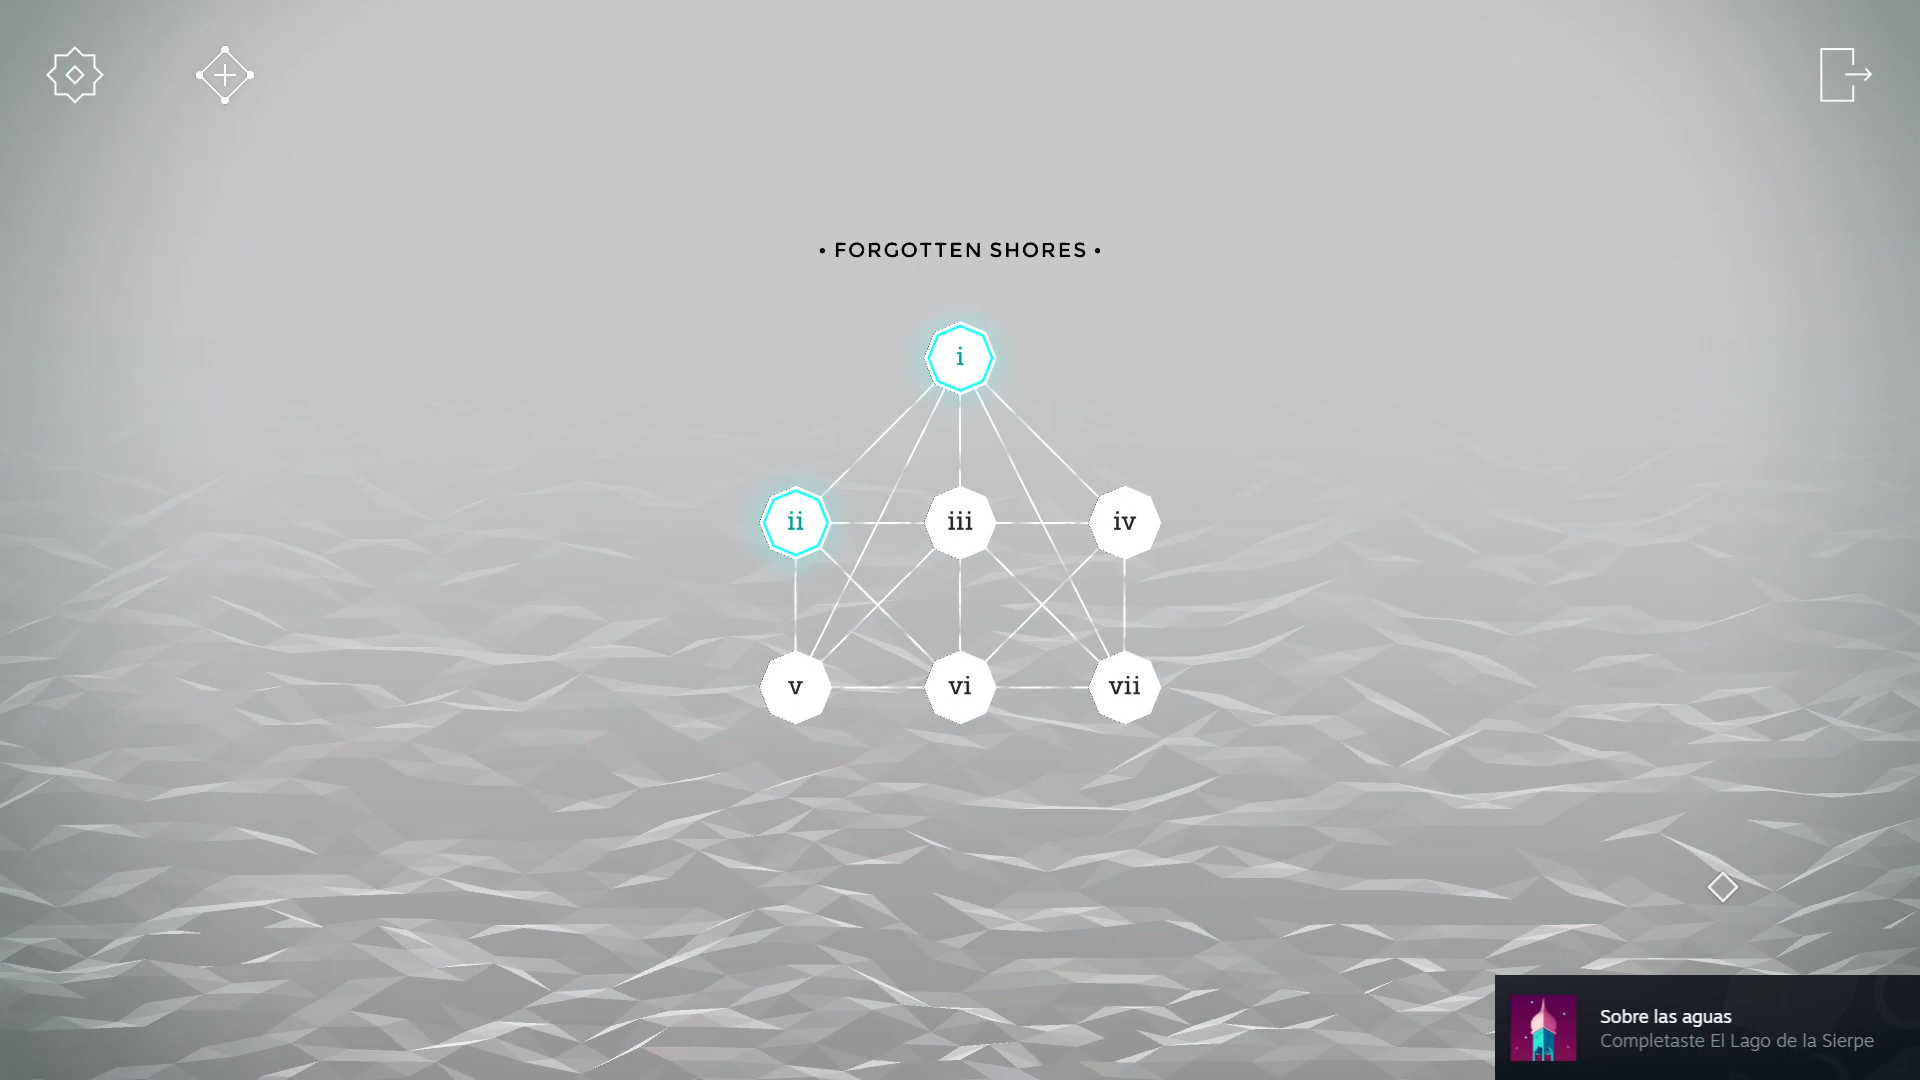 • FORGOTTEN SHORES •
i
ii
iii
iv
v
vi
vii
Sobre las aguas
Completaste El Lago de la Sierpe